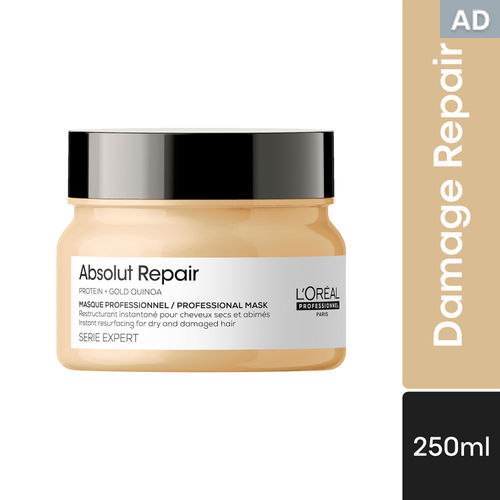 AD
Damage Repair
Absolut Repair
PROTEIN + GOLD QUINOA
MASQUE PROFESSIONNEL / PROFESSIONAL MASK
Restructurant instantané pour cheveux secs et abimés
Instant resurfacing for dry and damaged hair
SERIE EXPERT
L'ORÉAL
PROFESSIONNEL
PARIS
250ml